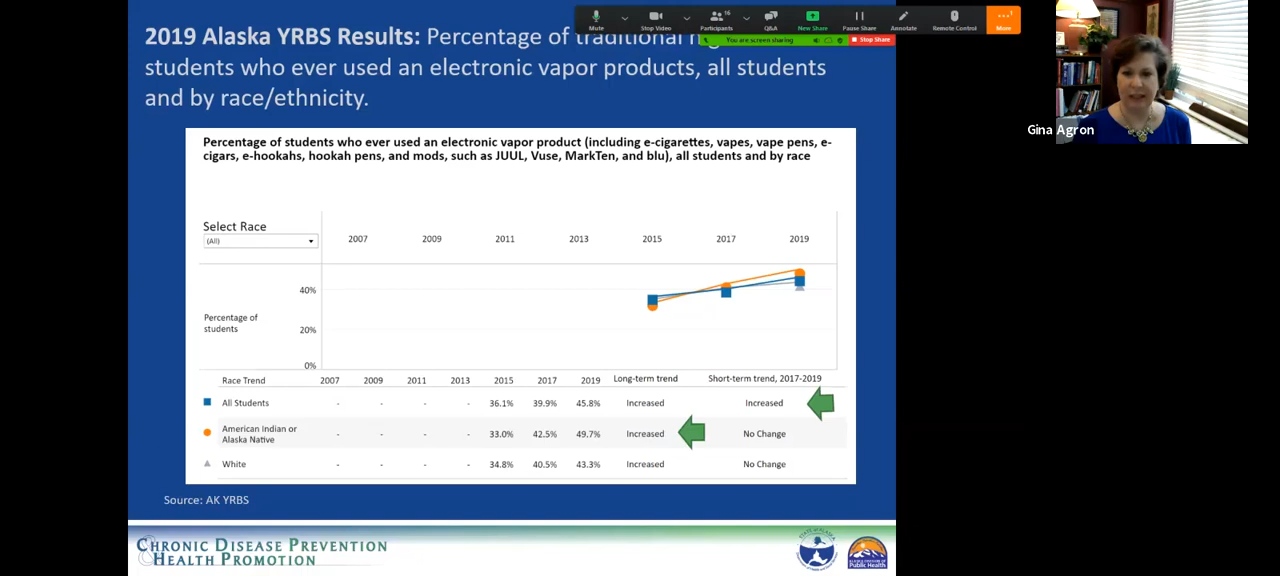 16
Mute
Stop Video
Participants
Q&A
New Share
Pause Share
Annotate
Remote Control
More
You are screen sharing
Stop Share
2019 Alaska YRBS Results: Percentage of traditional
students who ever used an electronic vapor products, all students
and by race/ethnicity.
Gina Agron
Percentage of students who ever used an electronic vapor product (including e-cigarettes, vapes, vape pens, e-
cigars, e-hookahs, hookah pens, and mods, such as JUUL, Vuse, MarkTen, and blu), all students and by race
Select Race
(All)
2007 2009 2011 2013 2015 2017 2019
40%
Percentage of
students
20%
0%
Race Trend 2007 2009 2011 2013 2015 2017 2019 Long-term trend Short-term trend, 2017-2019
All Students - - - - 36.1% 39.9% 45.8% Increased Increased
American Indian or
Alaska Native - - - - 33.0% 42.5% 49.7% Increased No Change
White - - - - 34.8% 40.5% 43.3% Increased No Change
Source: AK YRBS
CHRONIC DISEASE PREVENTION
& HEALTH PROMOTION
Public Health